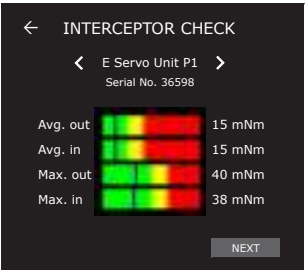 INTERCEPTOR CHECK
E Servo Unit P1
Serial No. 36598
Avg. out 15 mNm
Avg. in 15 mNm
Max. out 40 mNm
Max. in 38 mNm
NEXT